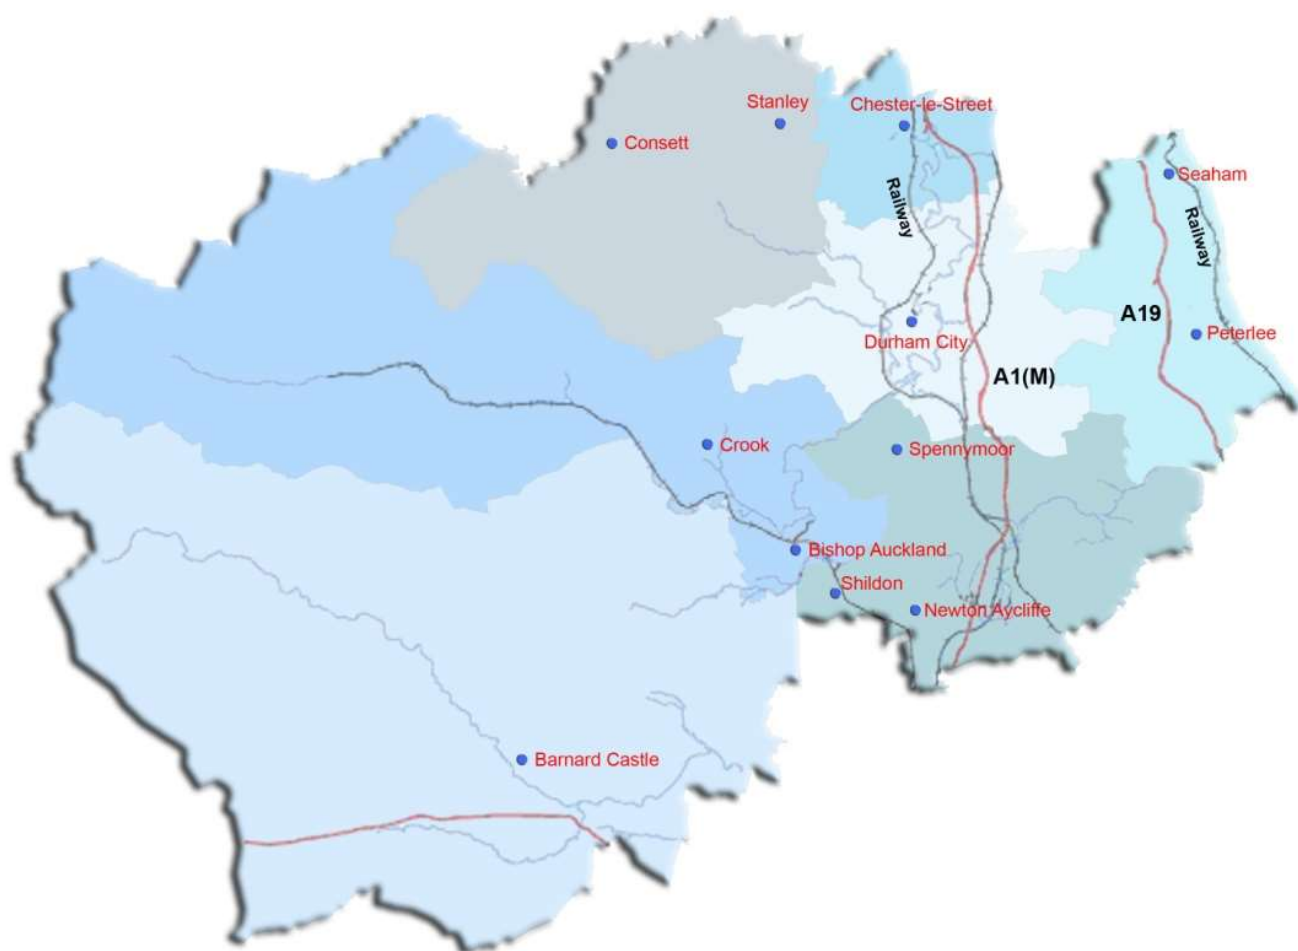 Stanley
Chester-le-Street
Consett
Seaham
Railway
Railway
A19
Peterlee
Durham City
A1(M)
Crook
Spennymoor
Bishop Auckland
Shildon
Newton Aycliffe
Barnard Castle